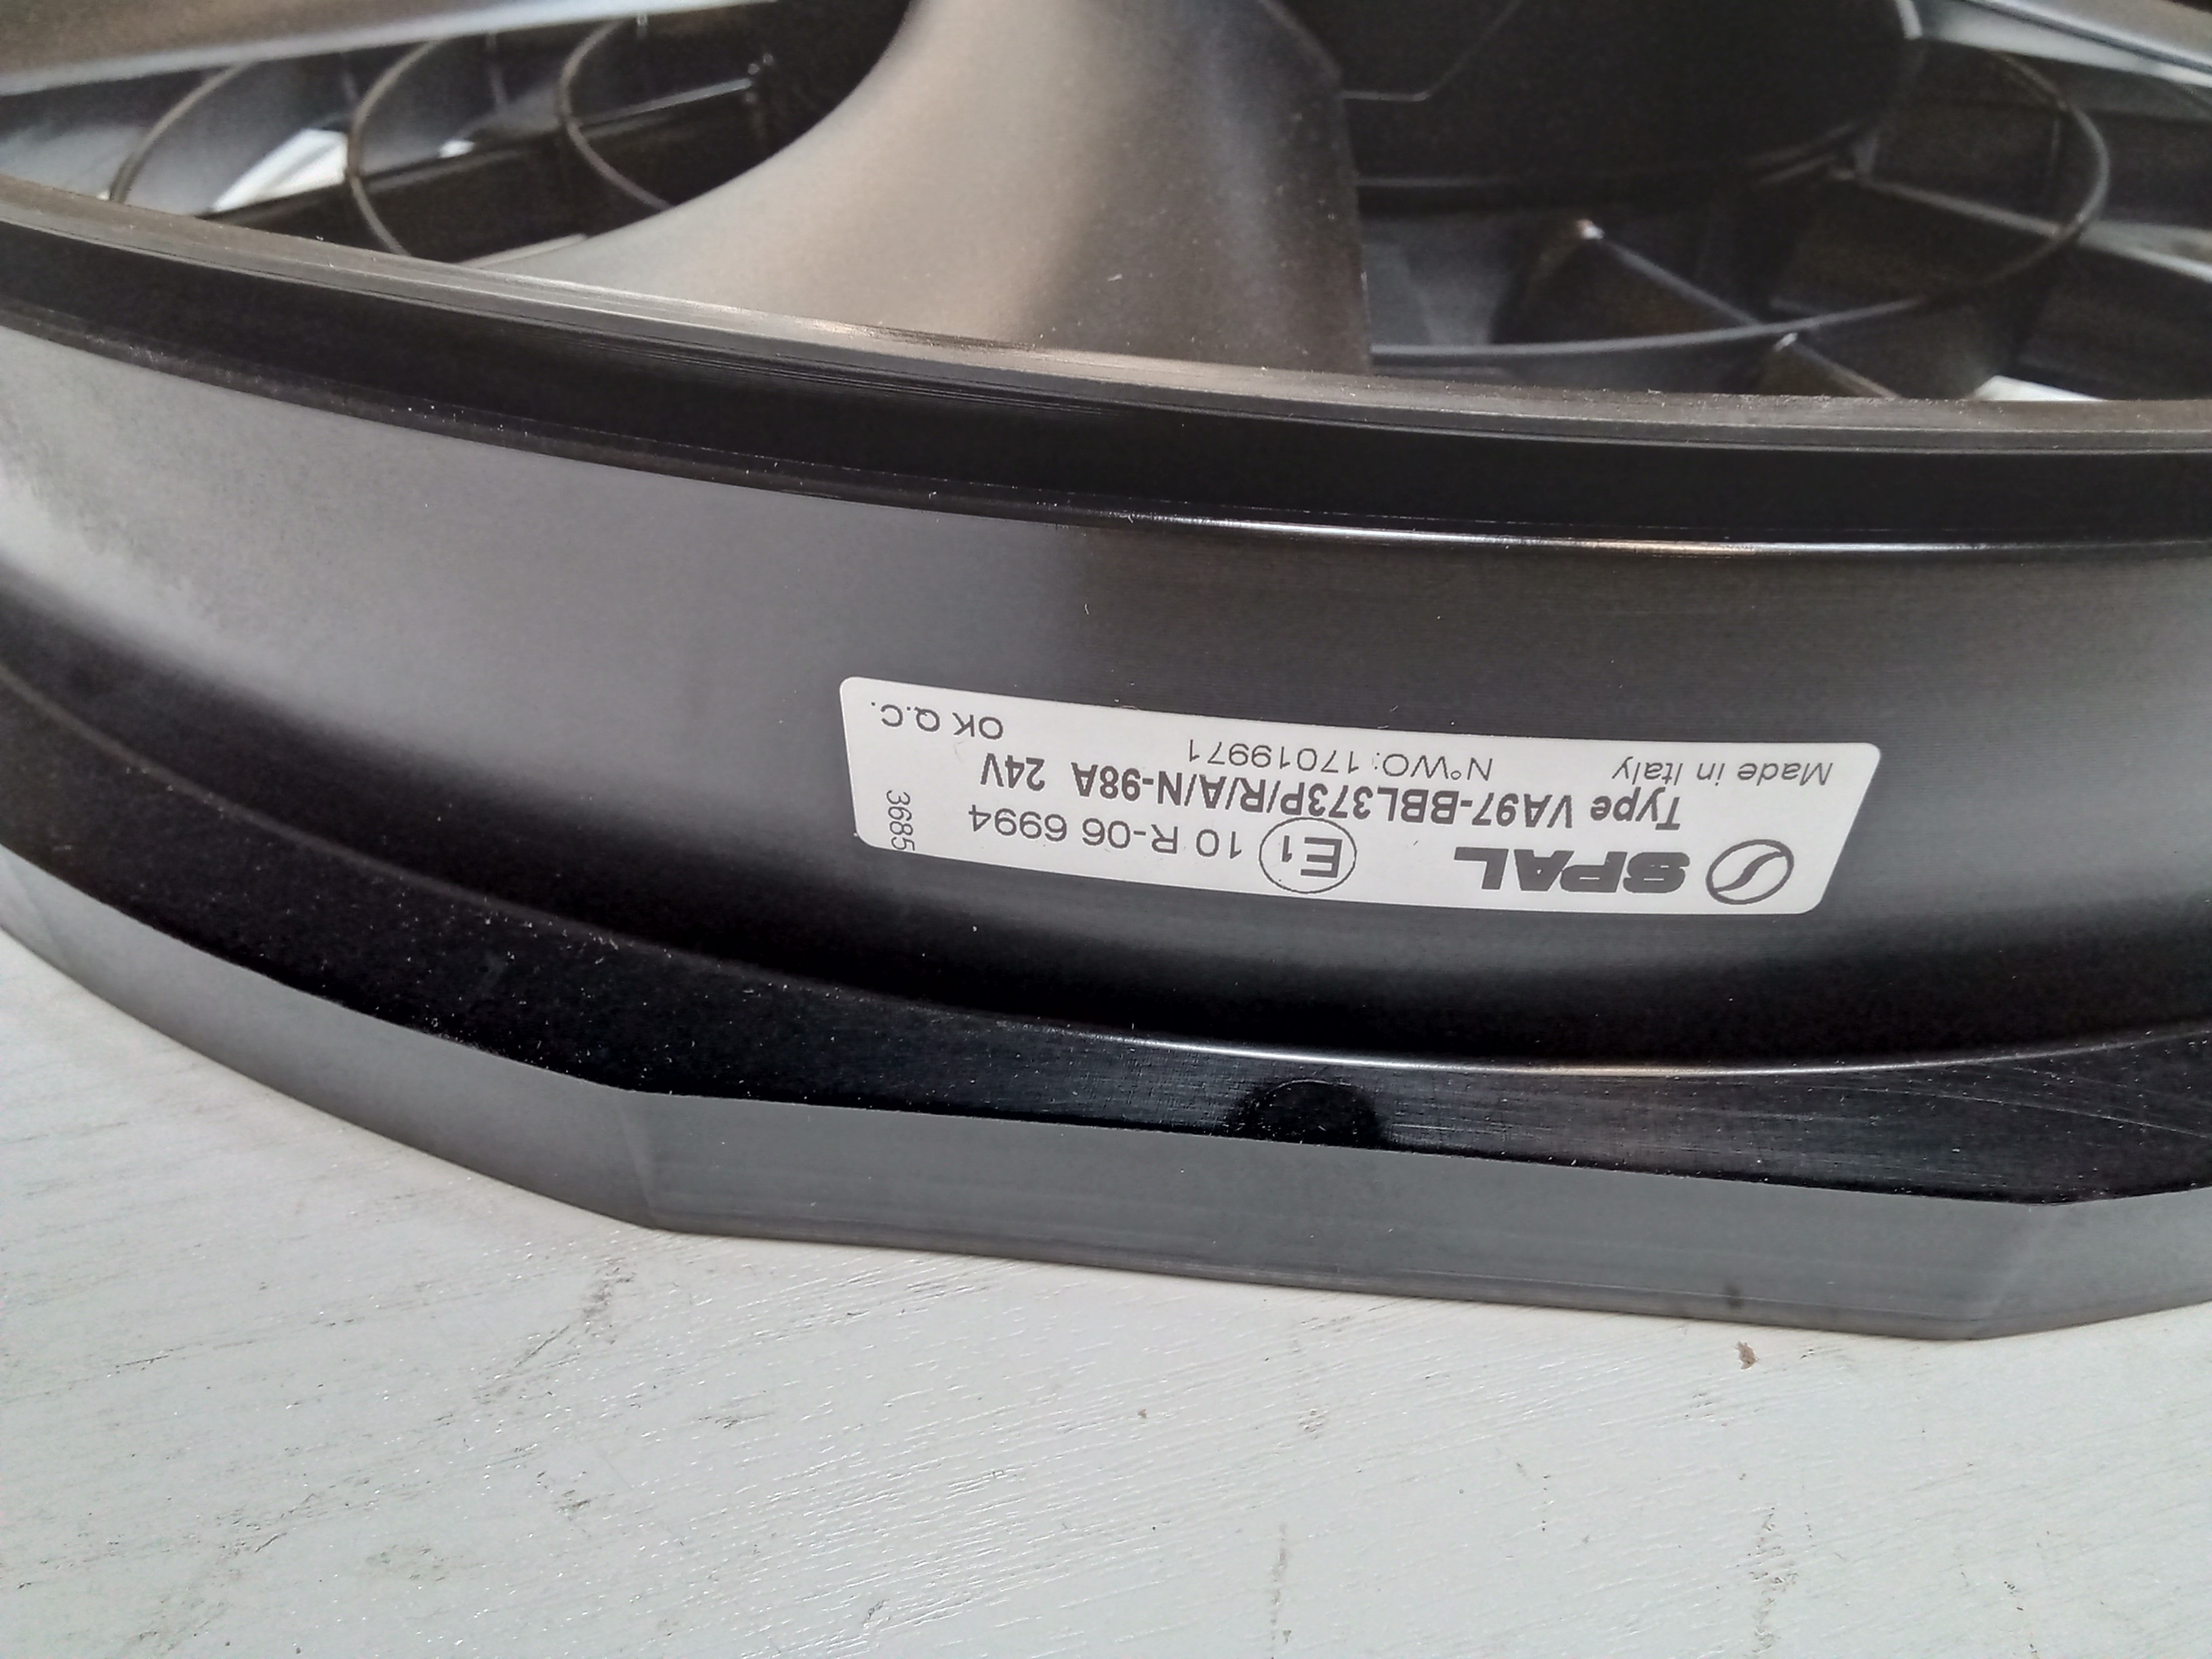 SPAL E1 10 R-06 6994
Type VA97-BBL373P/R/A/N-98A 24V
Made in Italy N°WO: 17019971 OK Q.C.
3685